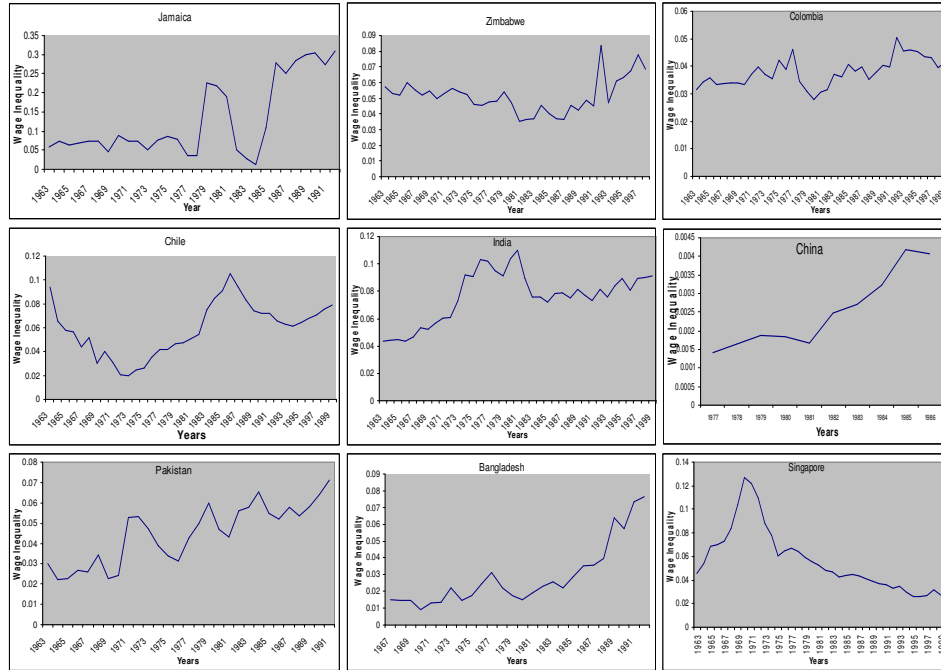 Jamaica
Wage Inequality
0.35
0.3
0.25
0.2
0.15
0.1
0.05
0
1963 1965 1967 1969 1971 1973 1975 1977 1979 1981 1983 1985 1987 1989 1991
Year
Zimbabwe
Wage Inequality
0.09
0.08
0.07
0.06
0.05
0.04
0.03
0.02
0.01
0
1963 1965 1967 1969 1971 1973 1975 1977 1979 1981 1983 1985 1987 1989 1991 1993 1995 1997
Year
Colombia
Wage Inequality
0.06
0.05
0.04
0.03
0.02
0.01
0
1963 1965 1967 1969 1971 1973 1975 1977 1979 1981 1983 1985 1987 1989 1991 1993 1995 1997
Years
Chile
Wage Inequality
0.12
0.1
0.08
0.06
0.04
0.02
0
1963 1965 1967 1969 1971 1973 1975 1977 1979 1981 1983 1985 1987 1989 1991 1993 1995 1997 1999
Years
India
Wage Inequality
0.12
0.1
0.08
0.06
0.04
0.02
0
1963 1965 1967 1969 1971 1973 1975 1977 1979 1981 1983 1985 1987 1989 1991 1993 1995 1997 1999
Years
China
Wage Inequality
0.0045
0.004
0.0035
0.003
0.0025
0.002
0.0015
0.001
0.0005
0
1977 1978 1979 1980 1981 1982 1983 1984 1985 1986
Years
Pakistan
Wage Inequality
0.08
0.07
0.06
0.05
0.04
0.03
0.02
0.01
0
1963 1965 1967 1969 1971 1973 1975 1977 1979 1981 1983 1985 1987 1989 1991
Years
Bangladesh
Wage Inequality
0.09
0.08
0.07
0.06
0.05
0.04
0.03
0.02
0.01
0
1967 1969 1971 1973 1975 1977 1979 1981 1983 1985 1987 1989 1991
Years
Singapore
Wage Inequality
0.14
0.12
0.1
0.08
0.06
0.04
0.02
0
1963 1965 1967 1969 1971 1973 1975 1977 1979 1981 1983 1985 1987 1989 1991 1993 1995 1997
Years